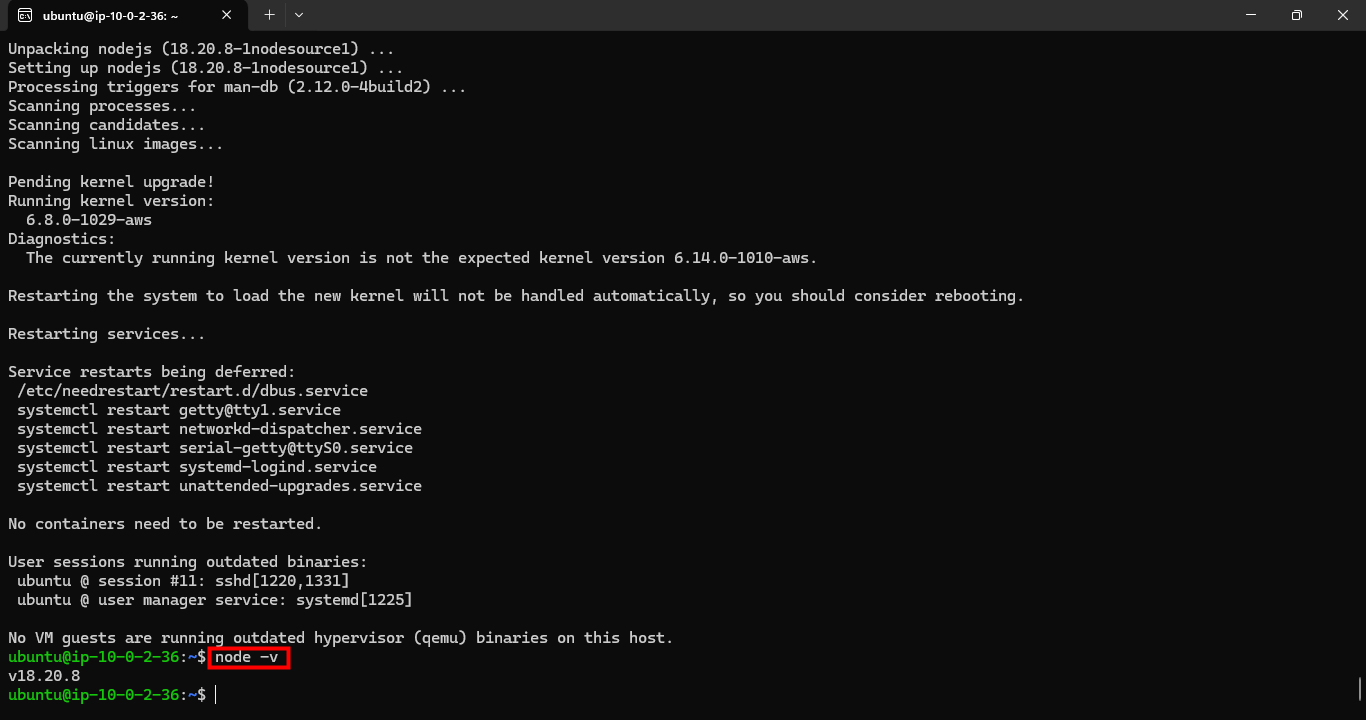 ubuntu@ip-10-0-2-36: ~
Unpacking nodejs (18.20.8-1nodesource1) ...
Setting up nodejs (18.20.8-1nodesource1) ...
Processing triggers for man-db (2.12.0-4build2) ...
Scanning processes...
Scanning candidates...
Scanning linux images...
Pending kernel upgrade!
Running kernel version:
  6.8.0-1029-aws
Diagnostics:
  The currently running kernel version is not the expected kernel version 6.14.0-1010-aws.
Restarting the system to load the new kernel will not be handled automatically, so you should consider rebooting.
Restarting services...
Service restarts being deferred:
 /etc/needrestart/restart.d/dbus.service
 systemctl restart getty@tty1.service
 systemctl restart networkd-dispatcher.service
 systemctl restart serial-getty@ttyS0.service
 systemctl restart systemd-logind.service
 systemctl restart unattended-upgrades.service
No containers need to be restarted.
User sessions running outdated binaries:
 ubuntu @ session #11: sshd[1220,1331]
 ubuntu @ user manager service: systemd[1225]
No VM guests are running outdated hypervisor (qemu) binaries on this host.
ubuntu@ip-10-0-2-36:~$ node -v
v18.20.8
ubuntu@ip-10-0-2-36:~$